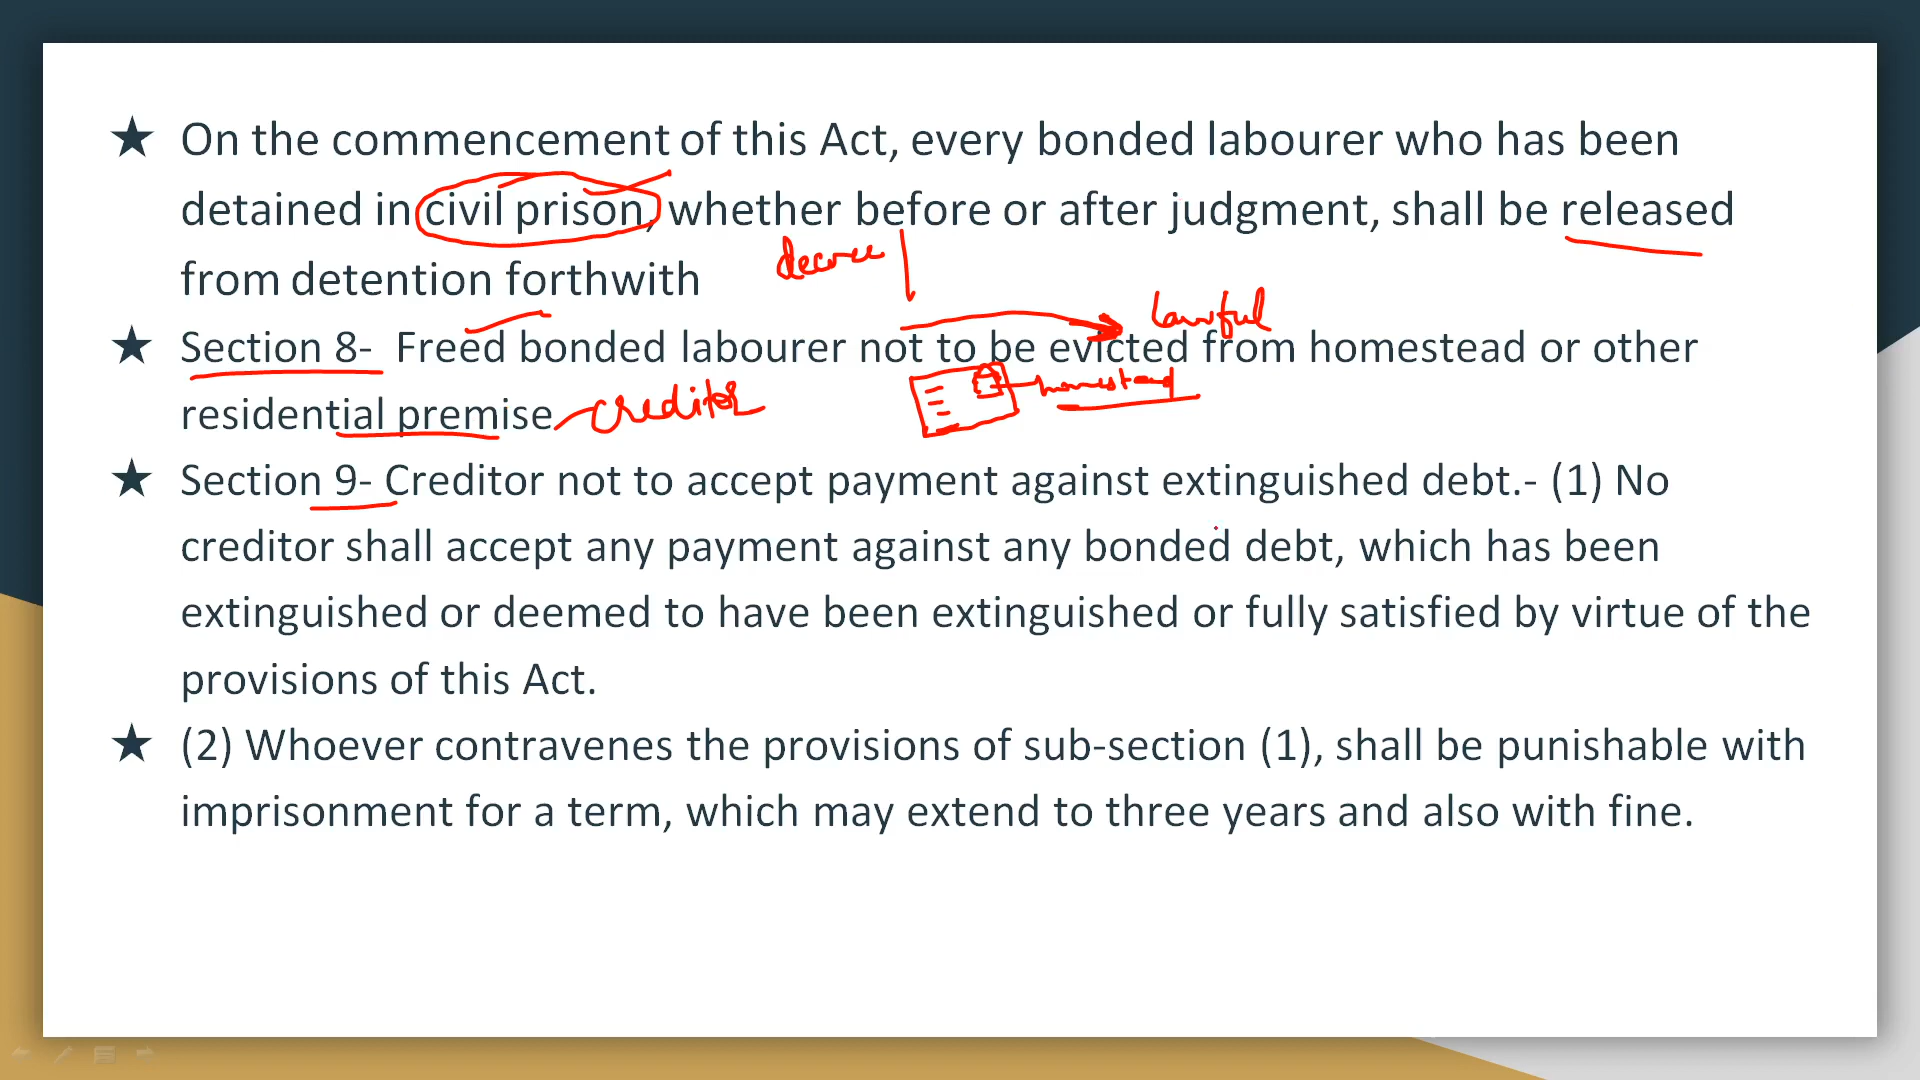 ★ On the commencement of this Act, every bonded labourer who has been
detained in civil prison, whether before or after judgment, shall be released
decree
from detention forthwith
lawful
★ Section 8- Freed bonded labourer not to be evicted from homestead or other
homestead
residential premise creditor
★ Section 9- Creditor not to accept payment against extinguished debt.- (1) No
creditor shall accept any payment against any bonded debt, which has been
extinguished or deemed to have been extinguished or fully satisfied by virtue of the
provisions of this Act.
★ (2) Whoever contravenes the provisions of sub-section (1), shall be punishable with
imprisonment for a term, which may extend to three years and also with fine.